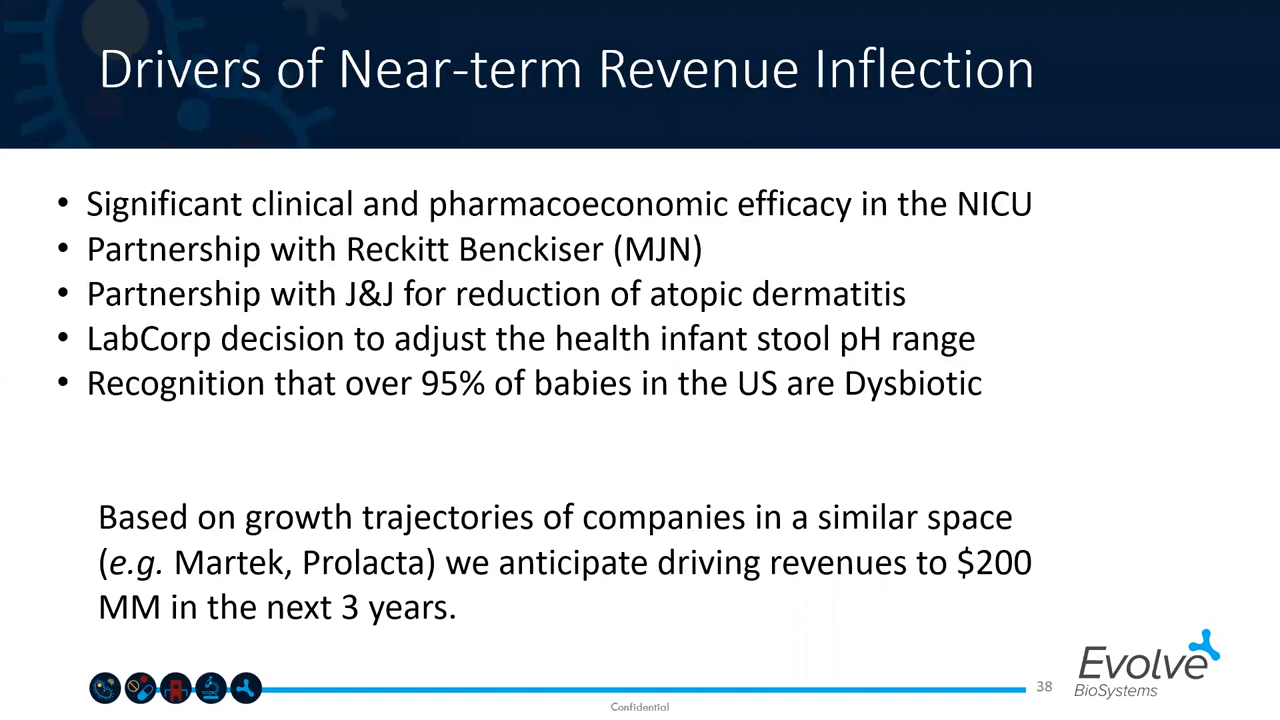 Drivers of Near-term Revenue Inflection
• Significant clinical and pharmacoeconomic efficacy in the NICU
• Partnership with Reckitt Benckiser (MJN)
• Partnership with J&J for reduction of atopic dermatitis
• LabCorp decision to adjust the health infant stool pH range
• Recognition that over 95% of babies in the US are Dysbiotic
Based on growth trajectories of companies in a similar space
(e.g. Martek, Prolacta) we anticipate driving revenues to $200
MM in the next 3 years.
Evolve
BioSystems
38
Confidential